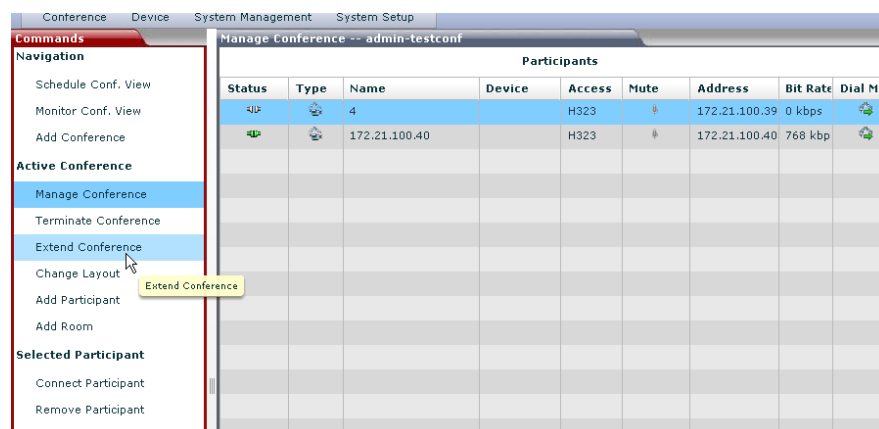 Conference Device System Management System Setup
Commands
Manage Conference -- admin-testconf
Navigation
Schedule Conf. View
Monitor Conf. View
Add Conference
Active Conference
Manage Conference
Terminate Conference
Extend Conference
Change Layout
Extend Conference
Add Participant
Add Room
Selected Participant
Connect Participant
Remove Participant
Participants
Status Type Name Device Access Mute Address Bit Rate Dial M
4 H323 172.21.100.39 0 kbps
172.21.100.40 H323 172.21.100.40 768 kbp